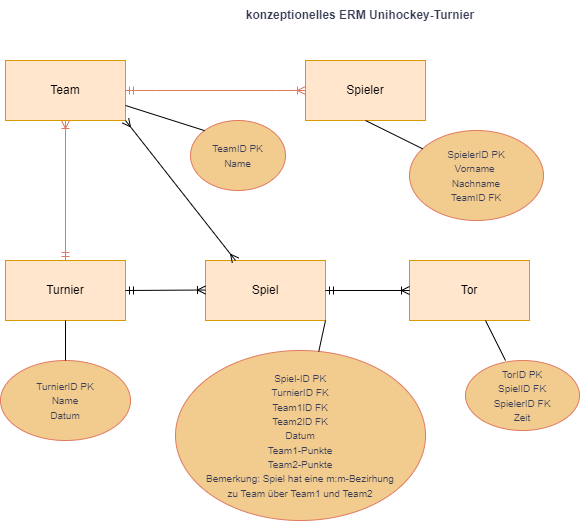 konzeptionelles ERM Unihockey-Turnier
Team
Spieler
TeamID PK
Name
SpielerID PK
Vorname
Nachname
TeamID FK
Turnier
Spiel
Tor
TurnierID PK
Name
Datum
Spiel-ID PK
TurnierID FK
Team1ID FK
Team2ID FK
Datum
Team1-Punkte
Team2-Punkte
Bemerkung: Spiel hat eine m:m-Bezirhung
zu Team über Team1 und Team2
TorID PK
SpielID FK
SpielerID FK
Zeit